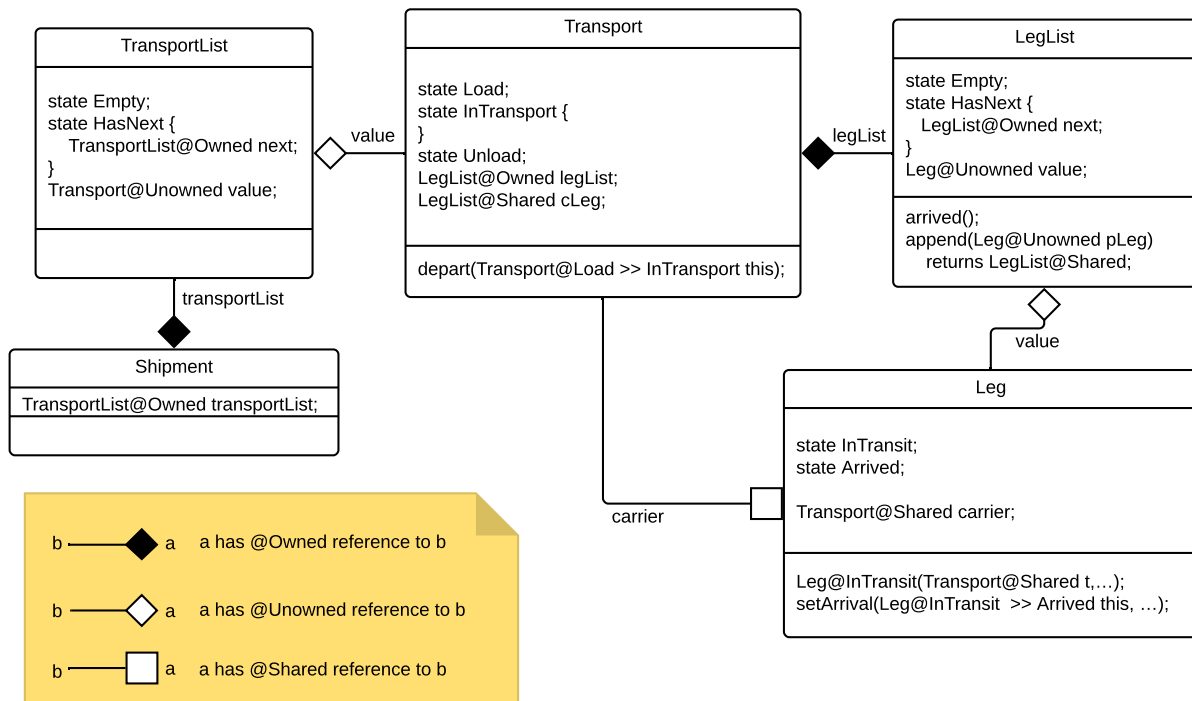 TransportList
state Empty;
state HasNext {
TransportList@Owned next;
}
Transport@Unowned value;
value
Transport
state Load;
state InTransport {
}
state Unload;
LegList@Owned legList;
LegList@Shared cLeg;
depart(Transport@Load >> InTransport this);
legList
LegList
state Empty;
state HasNext {
LegList@Owned next;
}
Leg@Unowned value;
arrived();
append(Leg@Unowned pLeg)
returns LegList@Shared;
transportList
Shipment
TransportList@Owned transportList;
value
Leg
state InTransit;
state Arrived;
Transport@Shared carrier;
Leg@InTransit(Transport@Shared t,…);
setArrival(Leg@InTransit  >> Arrived this, …);
carrier
b a a has @Owned reference to b
b a a has @Unowned reference to b
b a a has @Shared reference to b